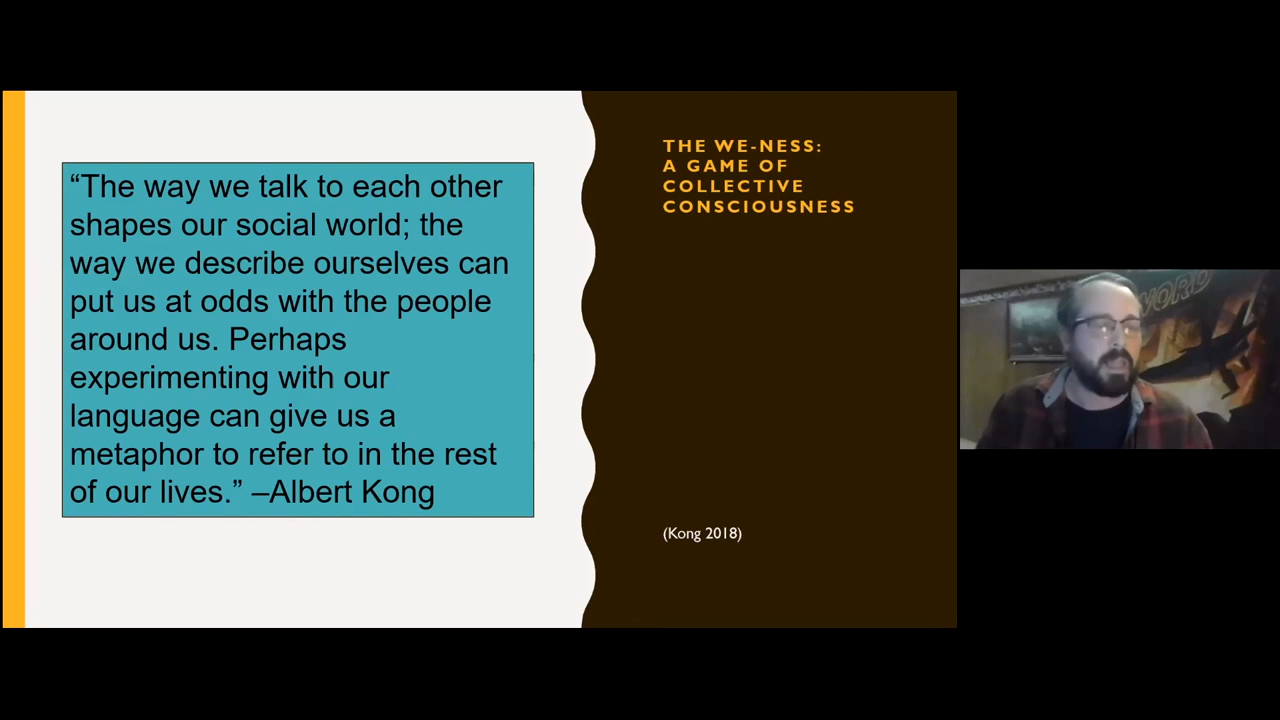 “The way we talk to each other
shapes our social world; the
way we describe ourselves can
put us at odds with the people
around us. Perhaps
experimenting with our
language can give us a
metaphor to refer to in the rest
of our lives.” –Albert Kong
THE WE-NESS:
A GAME OF
COLLECTIVE
CONSCIOUSNESS
(Kong 2018)